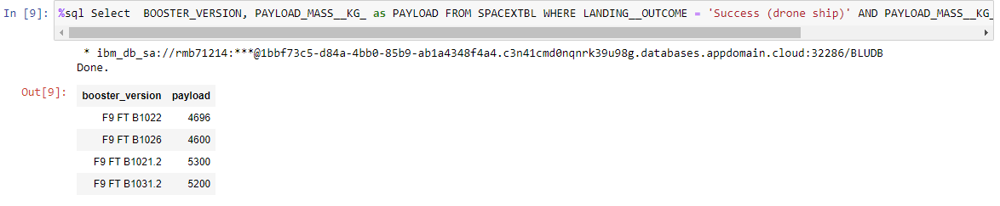 In [9]: %sql Select  BOOSTER_VERSION, PAYLOAD_MASS__KG_ as PAYLOAD FROM SPACEXTBL WHERE LANDING__OUTCOME = 'Success (drone ship)' AND PAYLOAD_MASS__KG_
* ibm_db_sa://rmb71214:***@1bbf73c5-d84a-4bb0-85b9-ab1a4348f4a4.c3n41cmd0nqnrk39u98g.databases.appdomain.cloud:32286/BLUDB
Done.
Out[9]:
booster_version payload
F9 FT B1022 4696
F9 FT B1026 4600
F9 FT B1021.2 5300
F9 FT B1031.2 5200